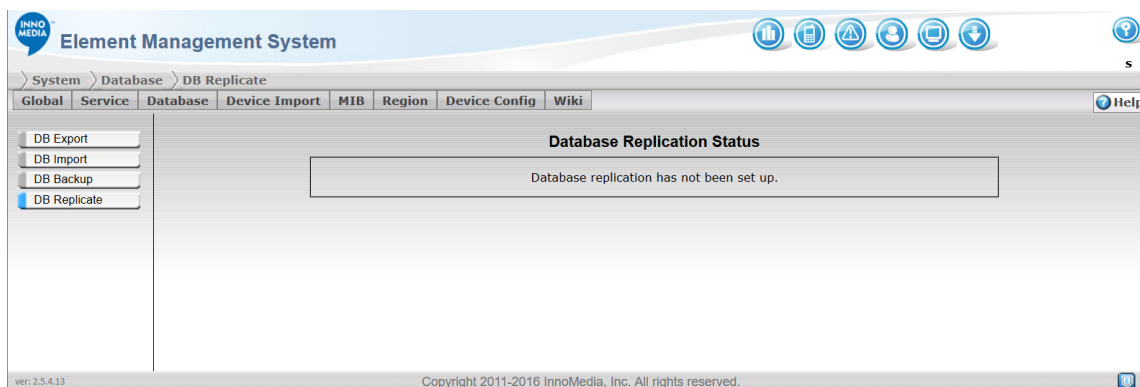 INNO
MEDIA
Element Management System
s
System Database DB Replicate
Global Service Database Device Import MIB Region Device Config Wiki
? Help
DB Export
DB Import
DB Backup
DB Replicate
Database Replication Status
Database replication has not been set up.
ver: 2.5.4.13
Copyright 2011-2016 InnoMedia, Inc. All rights reserved.